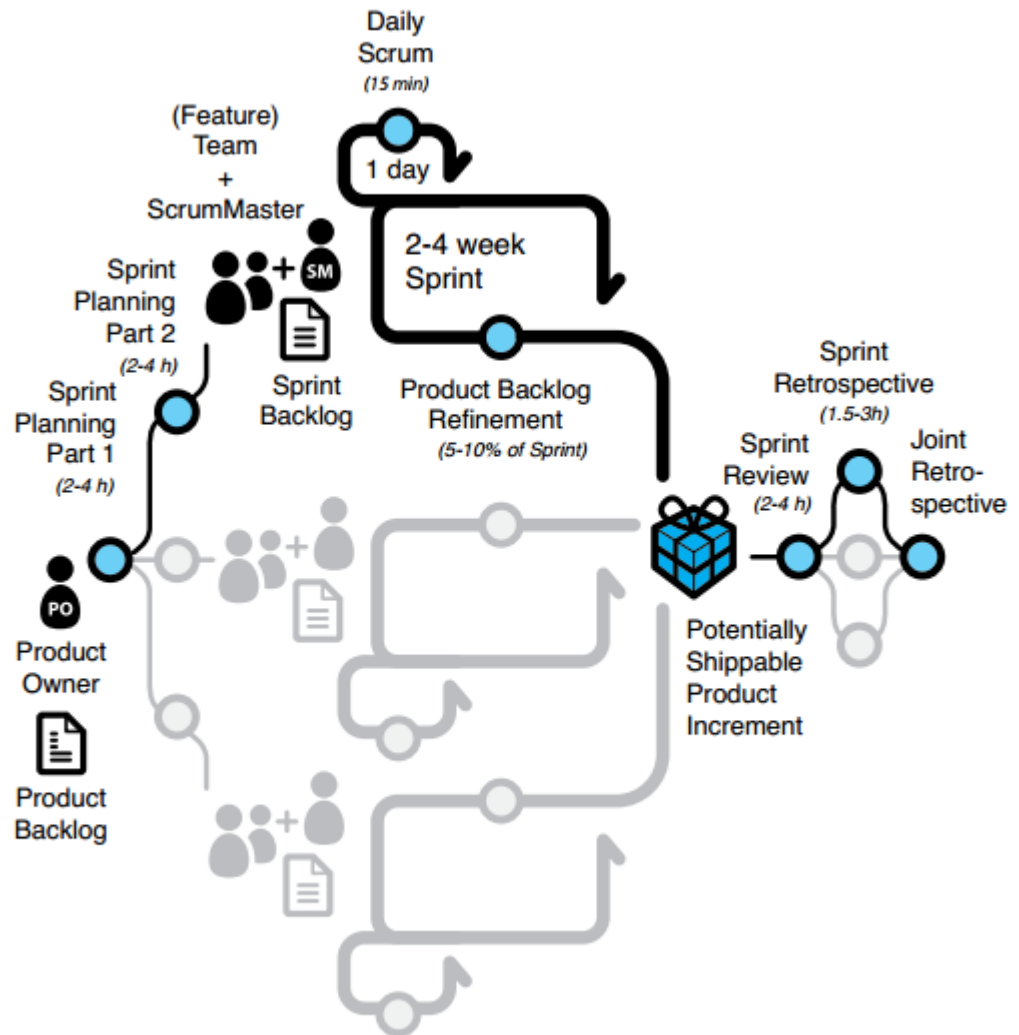 Daily
Scrum
(15 min)
1 day
(Feature)
Team
+
ScrumMaster
+
SM
2-4 week
Sprint
Sprint
Planning
Part 2
(2-4 h)
Sprint
Backlog
Sprint
Planning
Part 1
(2-4 h)
Product Backlog
Refinement
(5-10% of Sprint)
Sprint
Retrospective
(1.5-3h)
Sprint
Review
(2-4 h)
Joint
Retro-
spective
+
PO
Product
Owner
Product
Backlog
Potentially
Shippable
Product
Increment
+